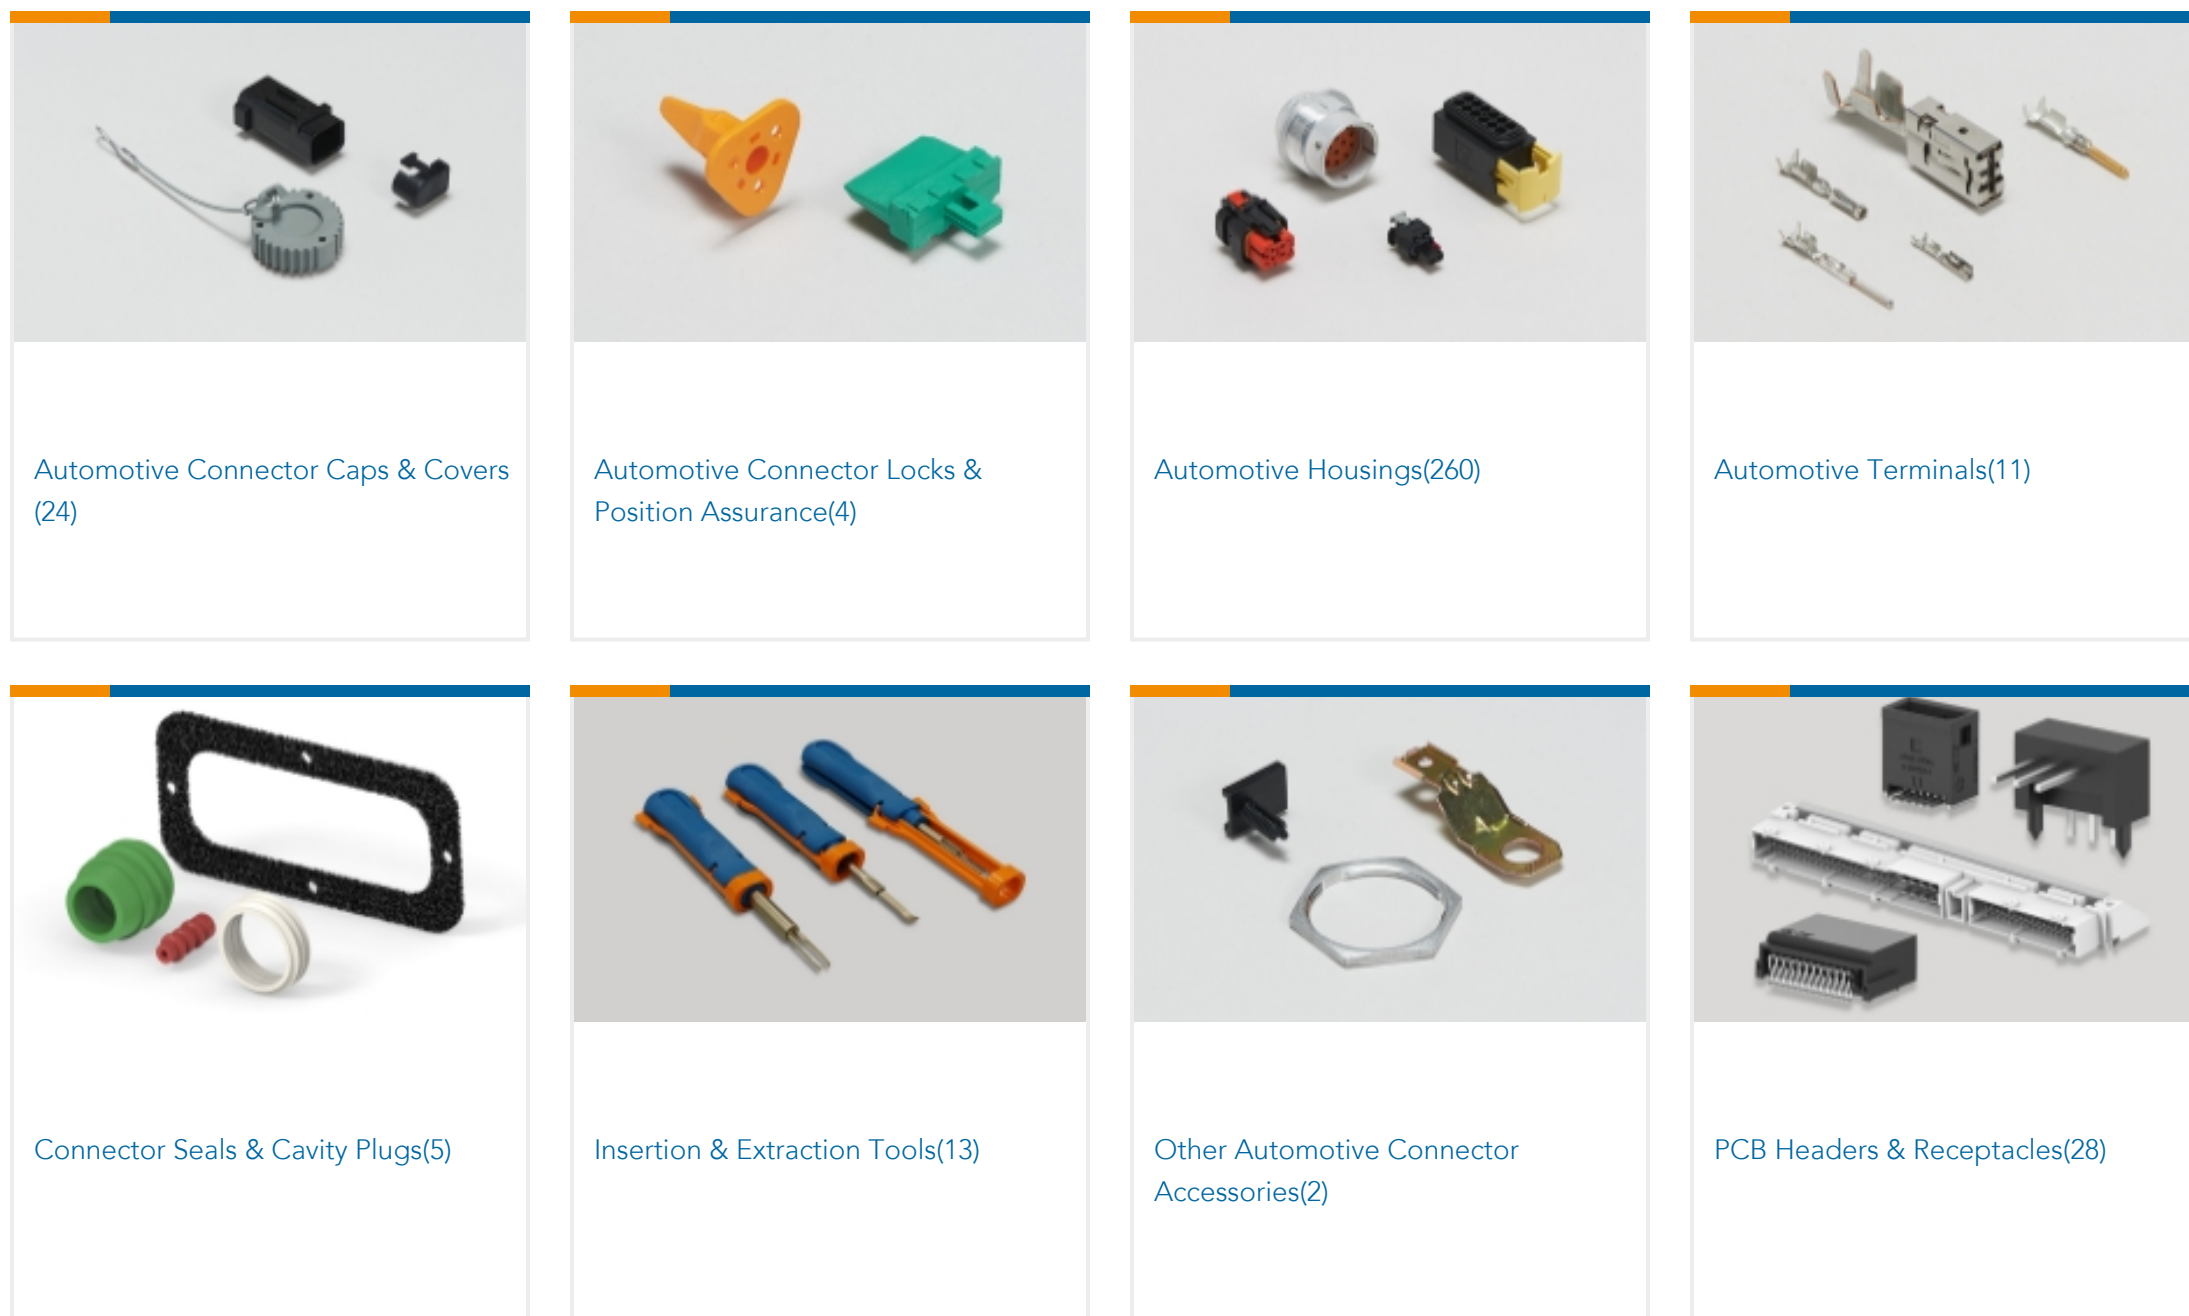 Automotive Connector Caps & Covers
(24)
Automotive Connector Locks &
Position Assurance(4)
Automotive Housings(260)
Automotive Terminals(11)
Connector Seals & Cavity Plugs(5)
Insertion & Extraction Tools(13)
Other Automotive Connector
Accessories(2)
PCB Headers & Receptacles(28)